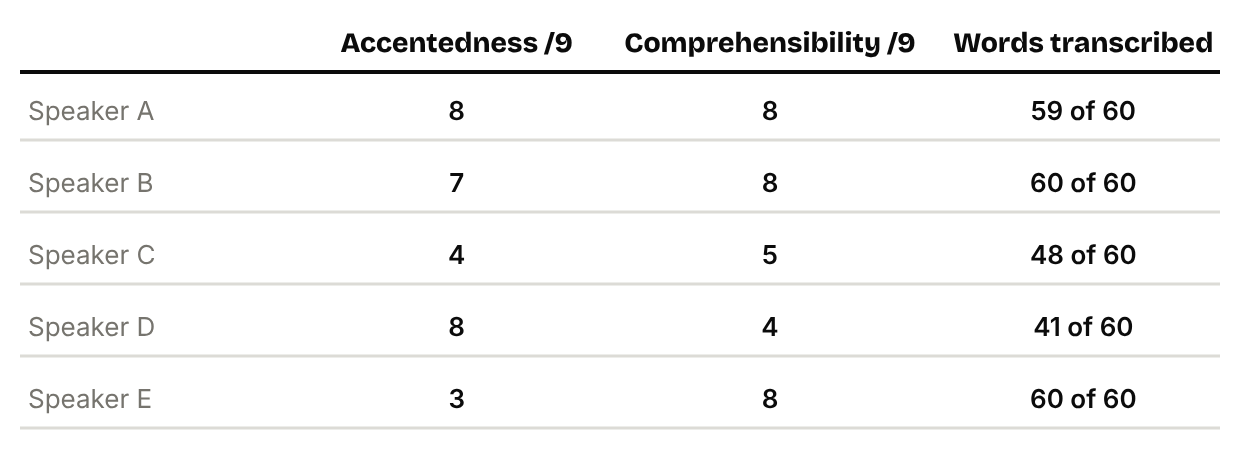 Accentedness /9 Comprehensibility /9 Words transcribed
Speaker A 8 8 59 of 60
Speaker B 7 8 60 of 60
Speaker C 4 5 48 of 60
Speaker D 8 4 41 of 60
Speaker E 3 8 60 of 60